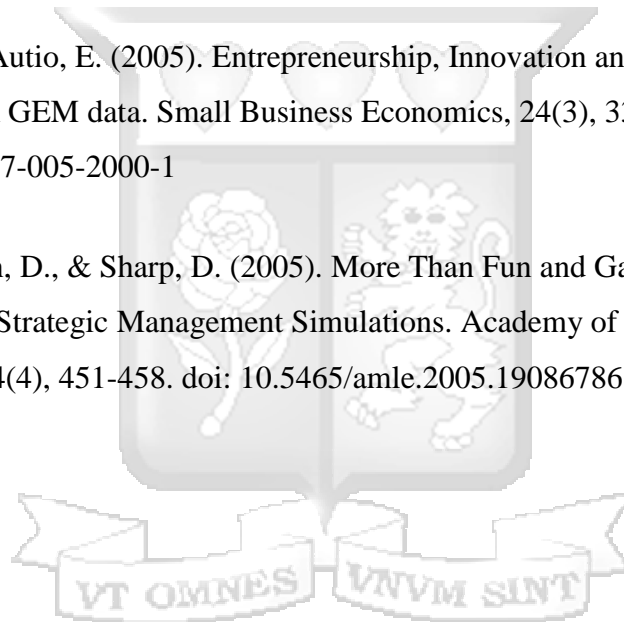 Autio, E. (2005). Entrepreneurship, Innovation an
GEM data. Small Business Economics, 24(3), 3
7-005-2000-1
, D., & Sharp, D. (2005). More Than Fun and Ga
Strategic Management Simulations. Academy of
4(4), 451-458. doi: 10.5465/amle.2005.19086786
VT OMNES VNVM SINT